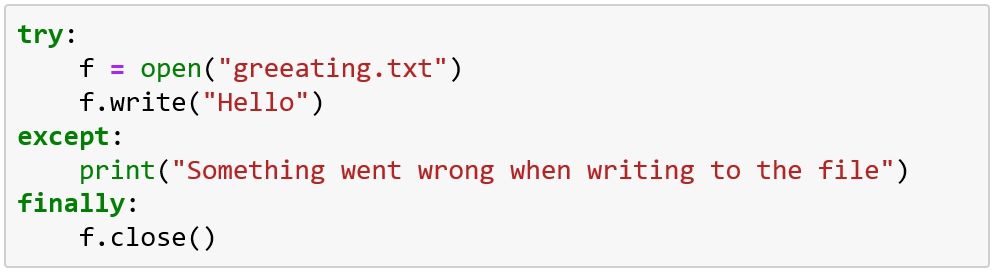 try:
    f = open("greeating.txt")
    f.write("Hello")
except:
    print("Something went wrong when writing to the file")
finally:
    f.close()